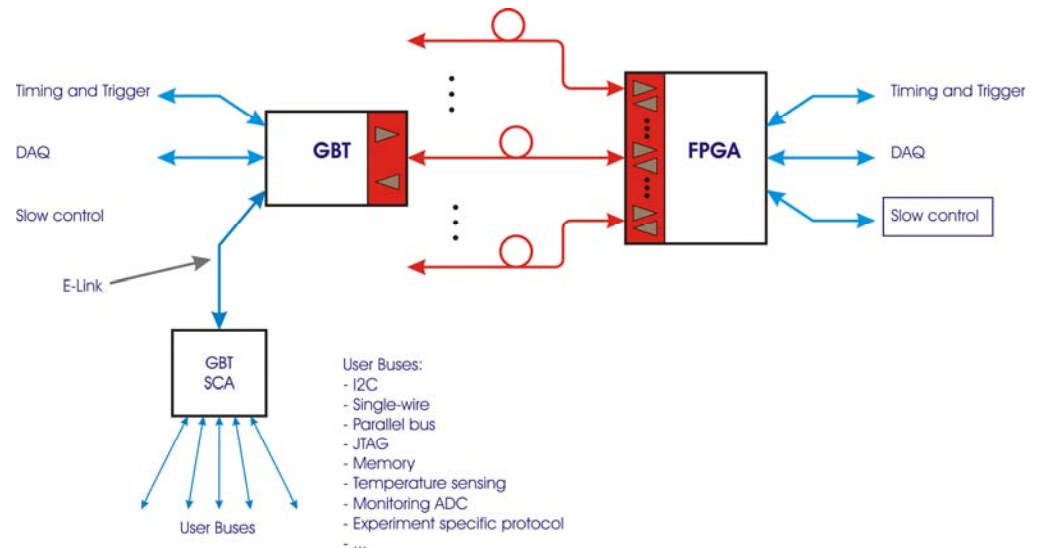 Timing and Trigger
DAQ
Slow control
E-Link
GBT
FPGA
Timing and Trigger
DAQ
Slow control
GBT
SCA
User Buses
User Buses:
- I2C
- Single-wire
- Parallel bus
- JTAG
- Memory
- Temperature sensing
- Monitoring ADC
- Experiment specific protocol
- ...